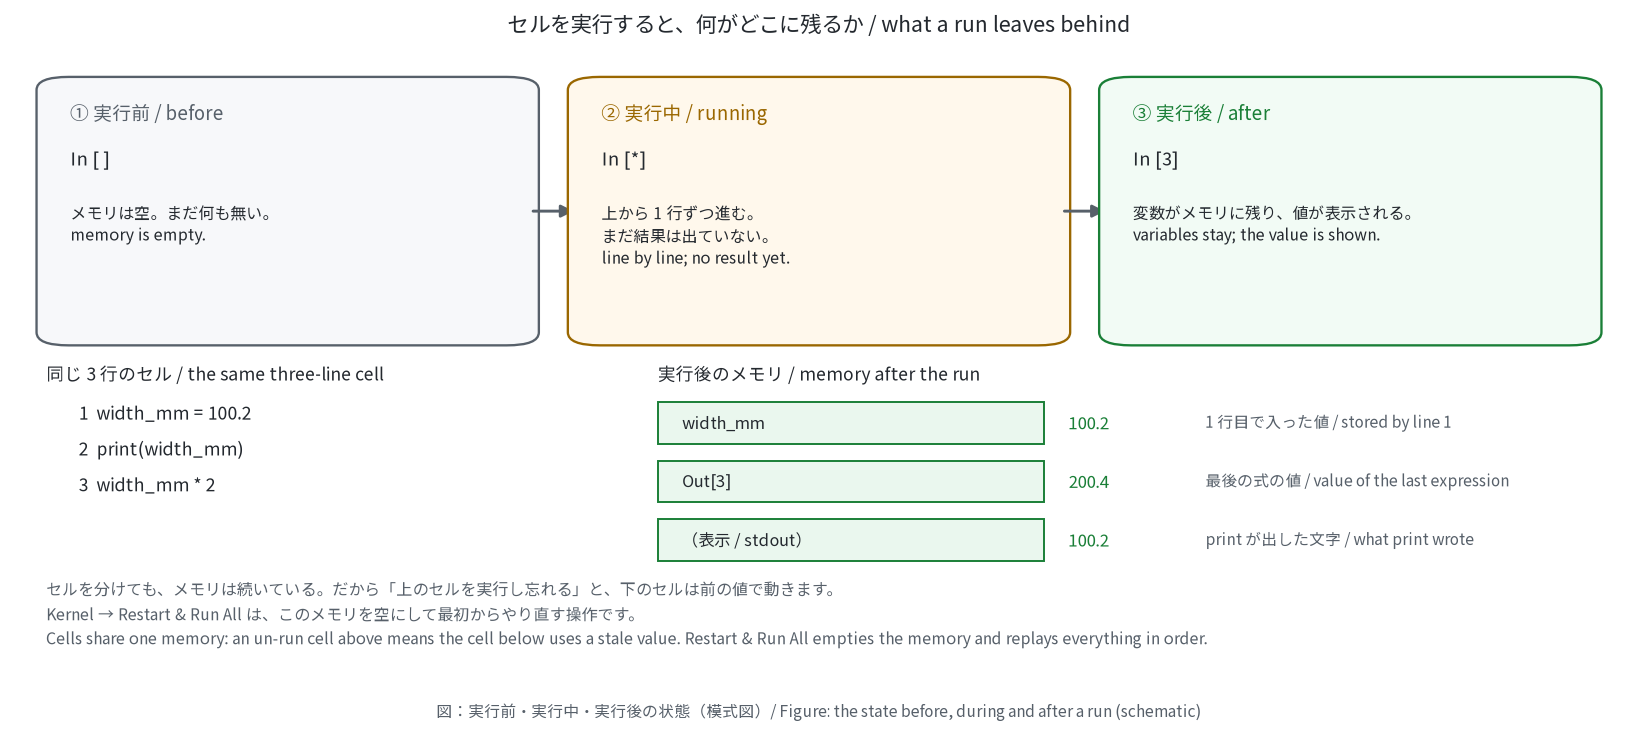 セルを実行すると、何がどこに残るか / what a run leaves behind
① 実行前 / before
In [ ]
メモリは空。まだ何も無い。
memory is empty.
② 実行中 / running
In [*]
上から 1 行ずつ進む。
まだ結果は出ていない。
line by line; no result yet.
③ 実行後 / after
In [3]
変数がメモリに残り、値が表示される。
variables stay; the value is shown.
同じ 3 行のセル / the same three-line cell
1 width_mm = 100.2
2 print(width_mm)
3 width_mm * 2
実行後のメモリ / memory after the run
width_mm 100.2 1 行目で入った値 / stored by line 1
Out[3] 200.4 最後の式の値 / value of the last expression
（表示 / stdout） 100.2 print が出した文字 / what print wrote
セルを分けても、メモリは続いている。だから「上のセルを実行し忘れる」と、下のセルは前の値で動きます。
Kernel → Restart & Run All は、このメモリを空にして最初からやり直す操作です。
Cells share one memory: an un-run cell above means the cell below uses a stale value. Restart & Run All empties the memory and replays everything in order.
図：実行前・実行中・実行後の状態（模式図）/ Figure: the state before, during and after a run (schematic)